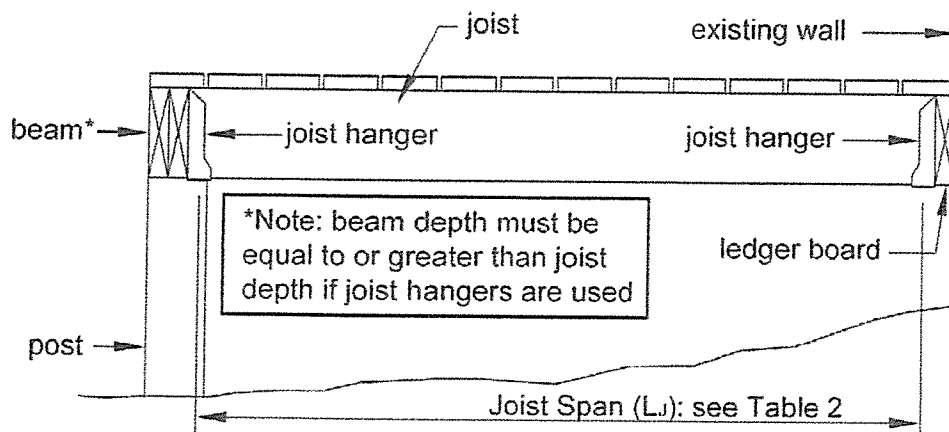 joist
existing wall
beam*
joist hanger
joist hanger
*Note: beam depth must be
equal to or greater than joist
depth if joist hangers are used
ledger board
post
Joist Span (LJ): see Table 2